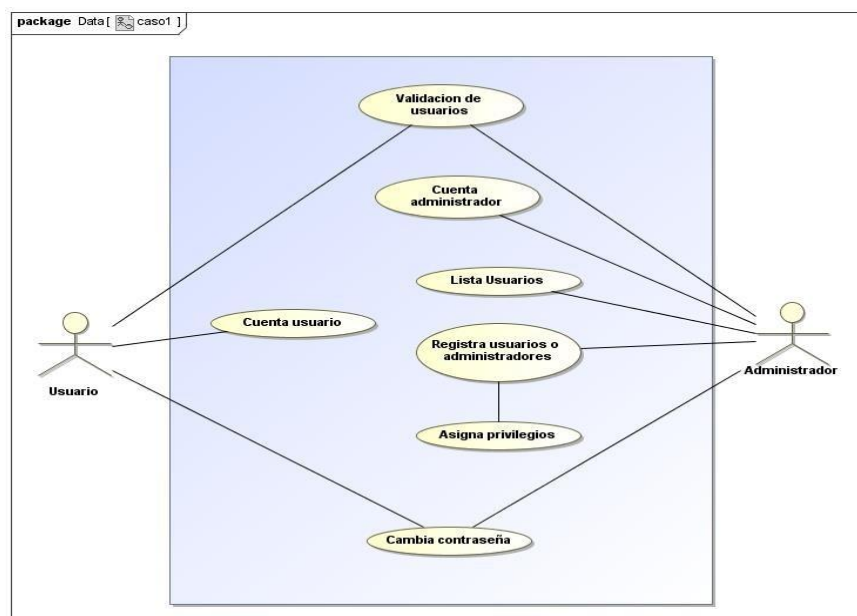 package Data [ caso1 ]
Validacion de
usuarios
Cuenta
administrador
Lista Usuarios
Cuenta usuario
Registra usuarios o
administradores
Usuario
Administrador
Asigna privilegios
Cambia contraseña